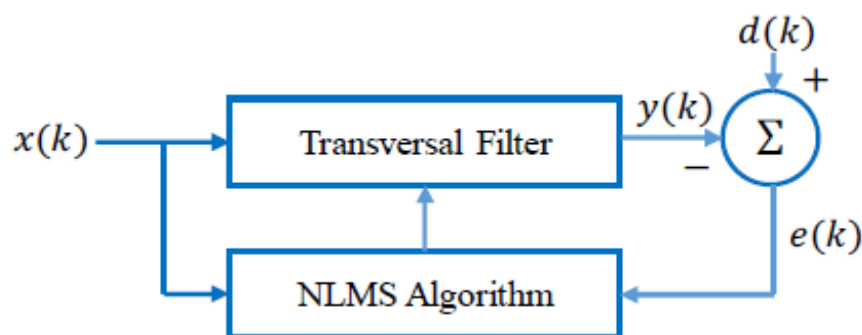 d(k)
+
x(k)
Transversal Filter
y(k)
−
Σ
e(k)
NLMS Algorithm